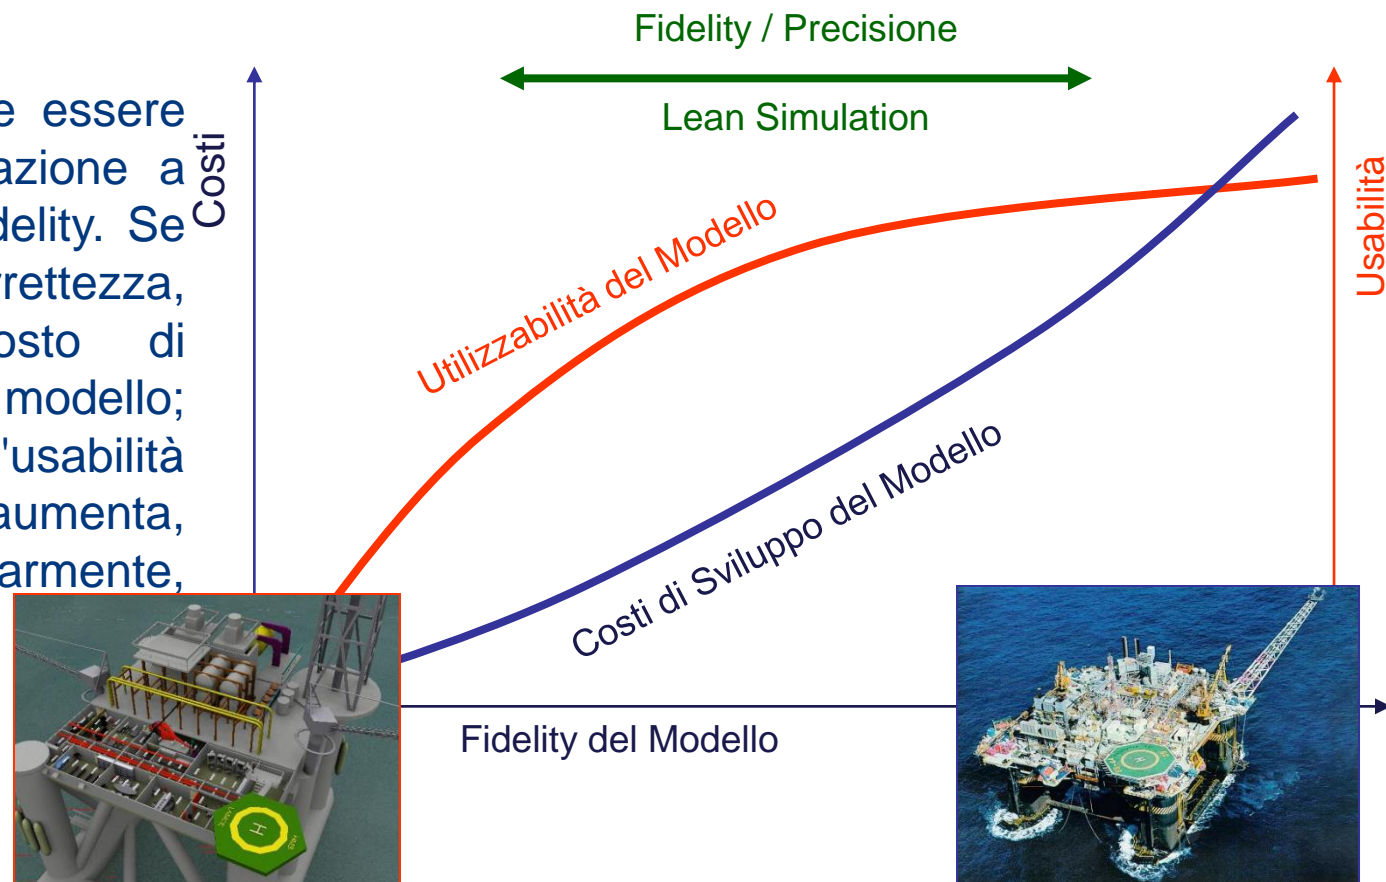 Fidelity / Precisione
Lean Simulation
Costi
Usabilità
e essere
azione a
delity. Se
rettezza,
osto di
modello;
'usabilità
aumenta,
armente,
Utilizzabilità del Modello
Costi di Sviluppo del Modello
Fidelity del Modello
H
H